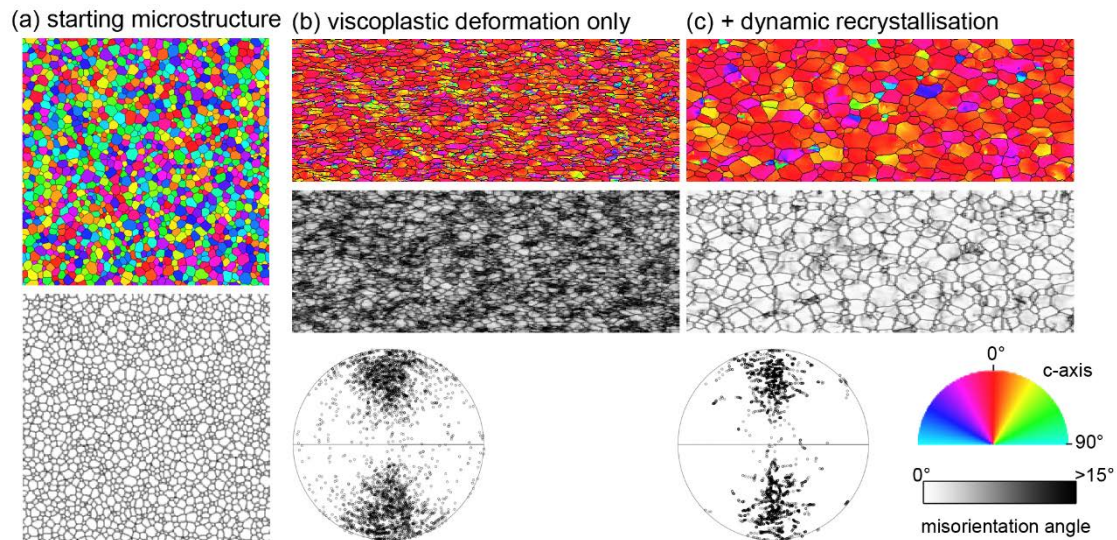 (a) starting microstructure
(b) viscoplastic deformation only
(c) + dynamic recrystallisation
0°
c-axis
90°
0°
>15°
misorientation angle